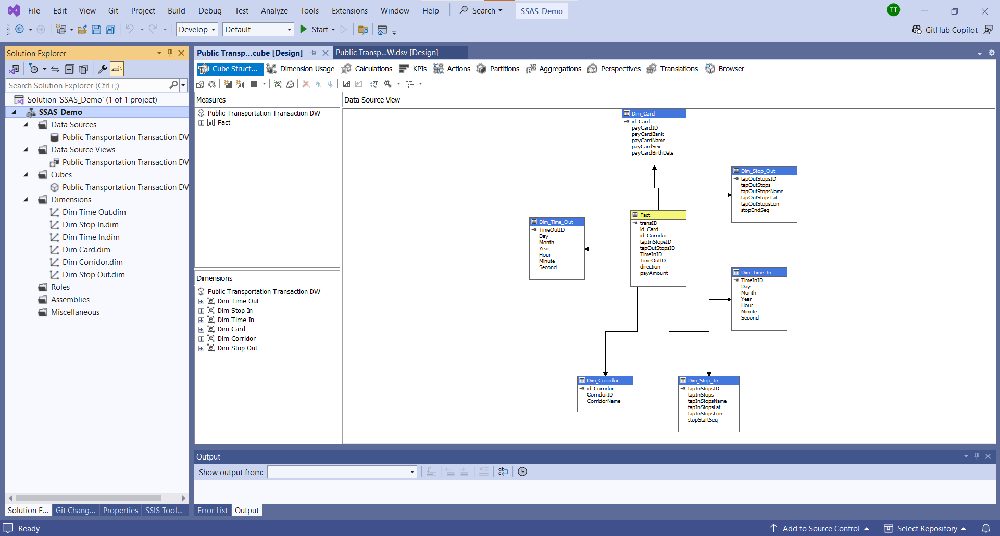 File Edit View Git Project Build Debug Test Analyze Tools Extensions Window Help Search SSAS_Demo TT
Develop Default Start GitHub Copilot
Solution Explorer
Search Solution Explorer (Ctrl+;)
Solution 'SSAS_Demo' (1 of 1 project)
SSAS_Demo
Data Sources
Public Transportation Transaction DW
Data Source Views
Public Transportation Transaction DW
Cubes
Public Transportation Transaction DW
Dimensions
Dim Time Out.dim
Dim Stop In.dim
Dim Time In.dim
Dim Card.dim
Dim Corridor.dim
Dim Stop Out.dim
Roles
Assemblies
Miscellaneous
Solution E... Git Chang... Properties SSIS Tool...
Public Transp...cube [Design] Public Transp...W.dsv [Design]
Cube Struct... Dimension Usage Calculations KPIs Actions Partitions Aggregations Perspectives Translations Browser
Measures
Public Transportation Transaction DW
Fact
Dimensions
Public Transportation Transaction DW
Dim Time Out
Dim Stop In
Dim Time In
Dim Card
Dim Corridor
Dim Stop Out
Data Source View
Dim_Card
id_Card
payCardID
payCardBank
payCardName
payCardSex
payCardBirthDate
Dim_Stop_Out
tapOutStopsID
tapOutStops
tapOutStopsName
tapOutStopsLat
tapOutStopsLon
stopEndSeq
Fact
transID
id_Card
id_Corridor
tapInStopsID
tapOutStopsID
TimeInID
TimeOutID
direction
payAmount
Dim_Time_Out
TimeOutID
Day
Month
Year
Hour
Minute
Second
Dim_Time_In
TimeInID
Day
Month
Year
Hour
Minute
Second
Dim_Corridor
id_Corridor
CorridorID
CorridorName
Dim_Stop_In
tapInStopsID
tapInStops
tapInStopsName
tapInStopsLat
tapInStopsLon
stopStartSeq
Output
Show output from:
Error List Output
Ready Add to Source Control Select Repository